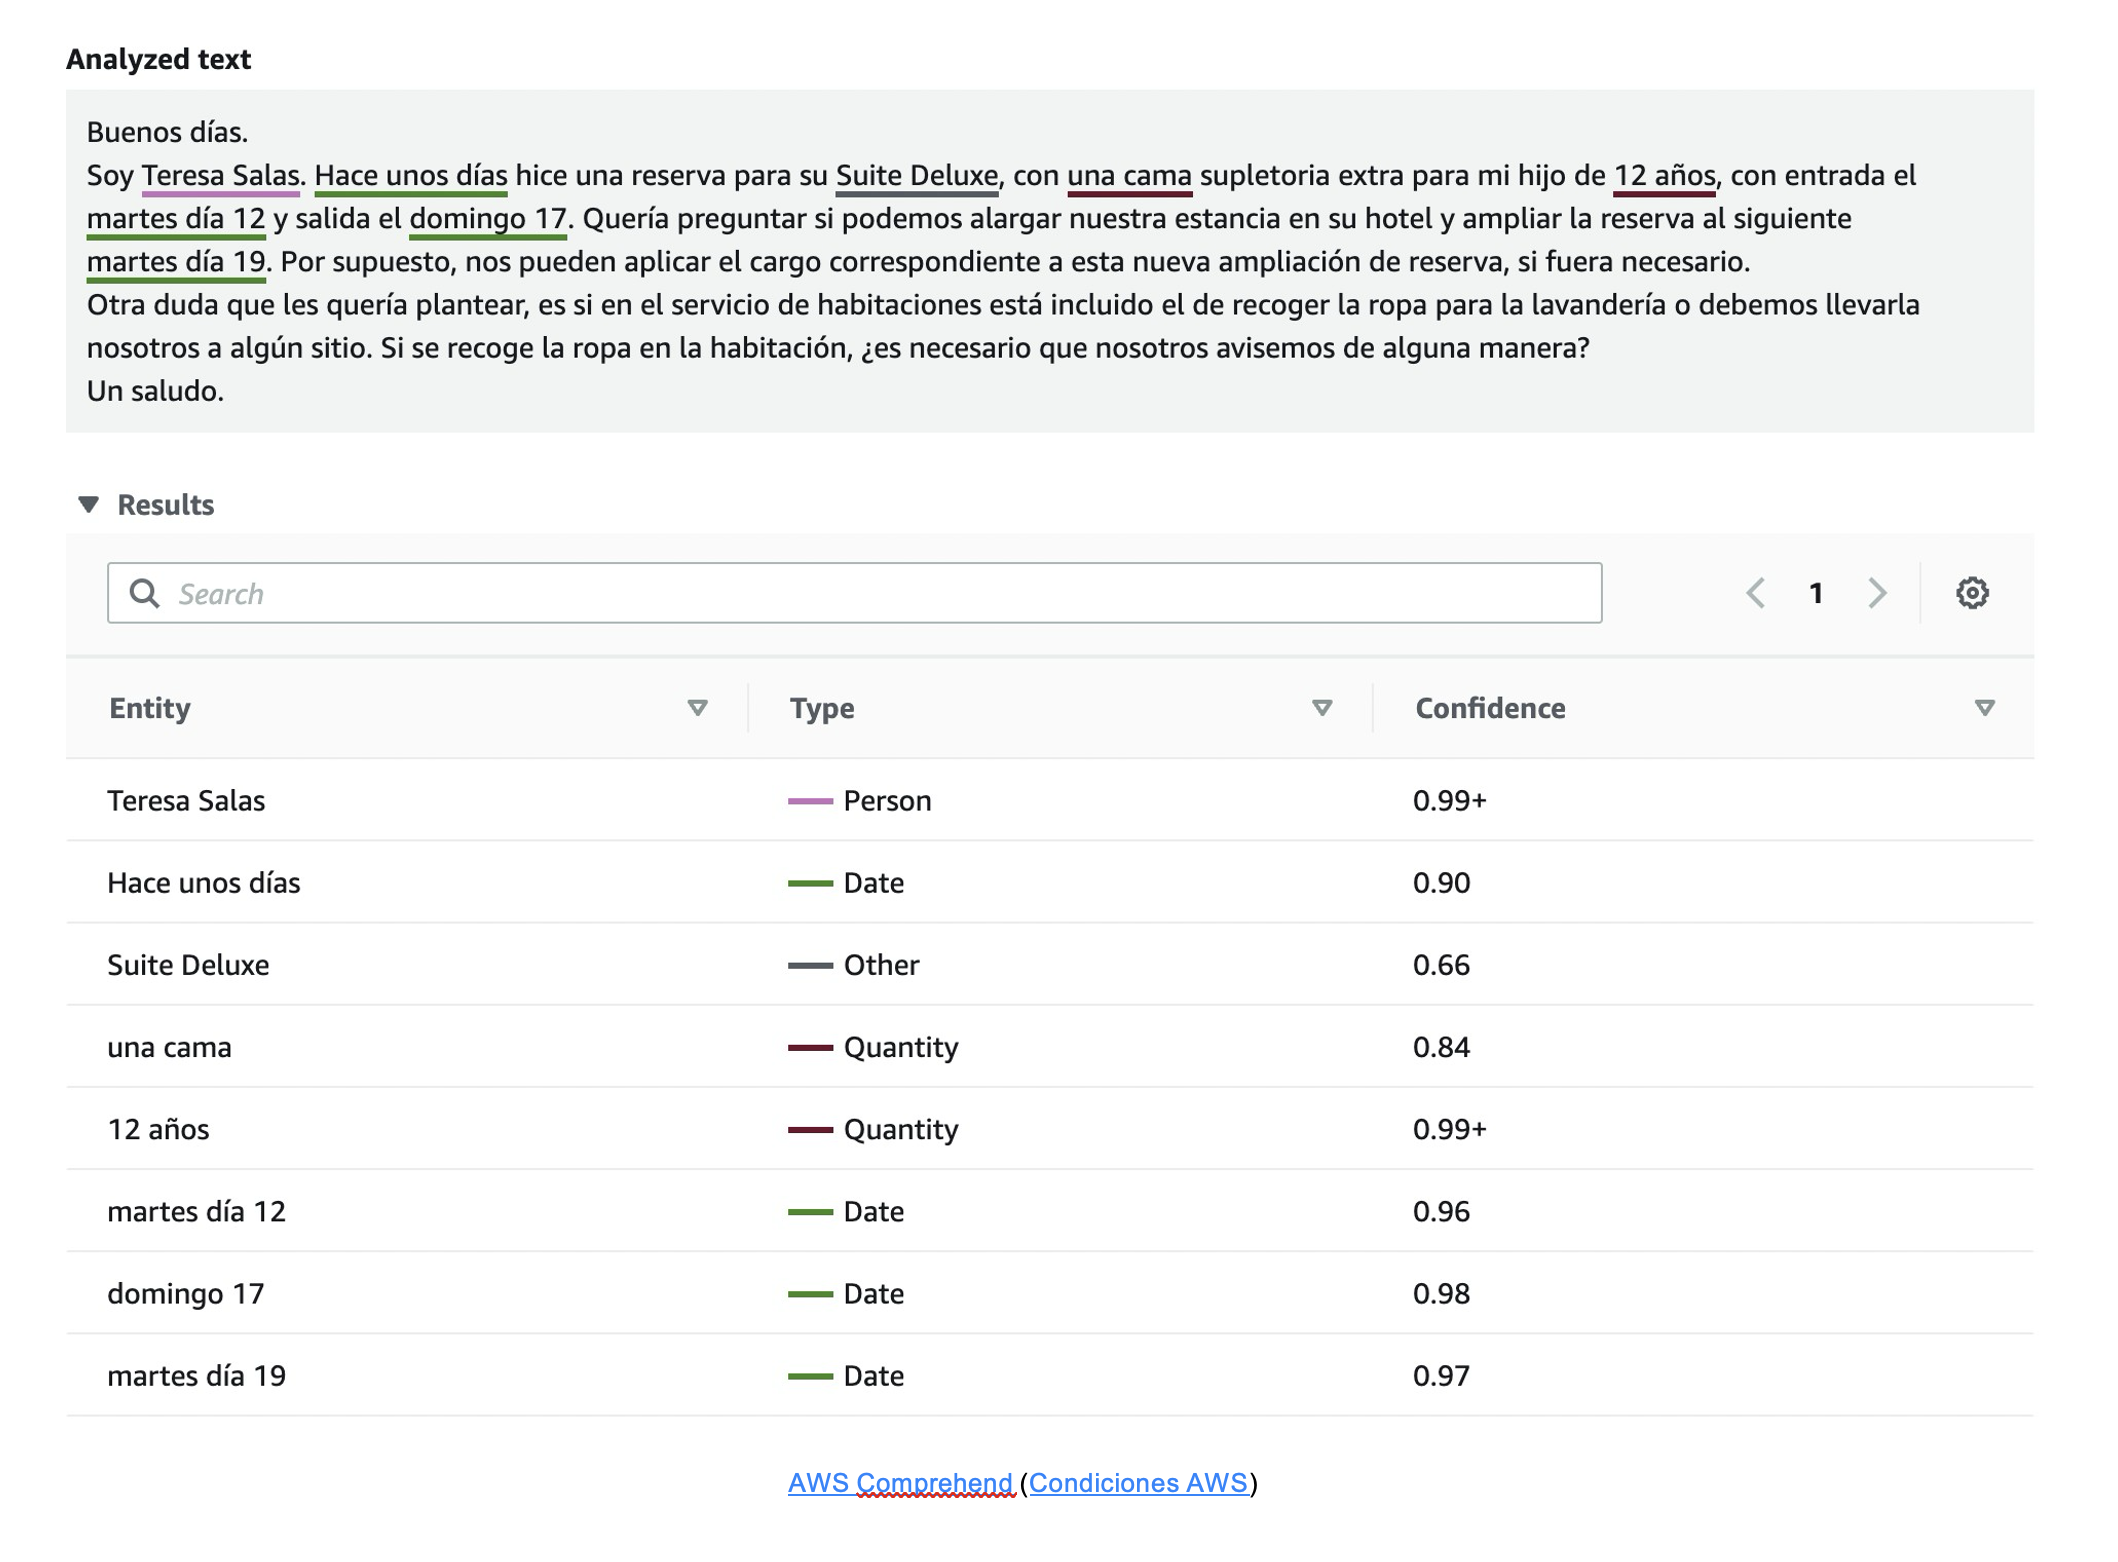 Analyzed text
Buenos días.
Soy Teresa Salas. Hace unos días hice una reserva para su Suite Deluxe, con una cama supletoria extra para mi hijo de 12 años, con entrada el
martes día 12 y salida el domingo 17. Quería preguntar si podemos alargar nuestra estancia en su hotel y ampliar la reserva al siguiente
martes día 19. Por supuesto, nos pueden aplicar el cargo correspondiente a esta nueva ampliación de reserva, si fuera necesario.
Otra duda que les quería plantear, es si en el servicio de habitaciones está incluido el de recoger la ropa para la lavandería o debemos llevarla
nosotros a algún sitio. Si se recoge la ropa en la habitación, ¿es necesario que nosotros avisemos de alguna manera?
Un saludo.
Results
Search 1
Entity Type Confidence
Teresa Salas Person 0.99+
Hace unos días Date 0.90
Suite Deluxe Other 0.66
una cama Quantity 0.84
12 años Quantity 0.99+
martes día 12 Date 0.96
domingo 17 Date 0.98
martes día 19 Date 0.97
AWS Comprehend (Condiciones AWS)